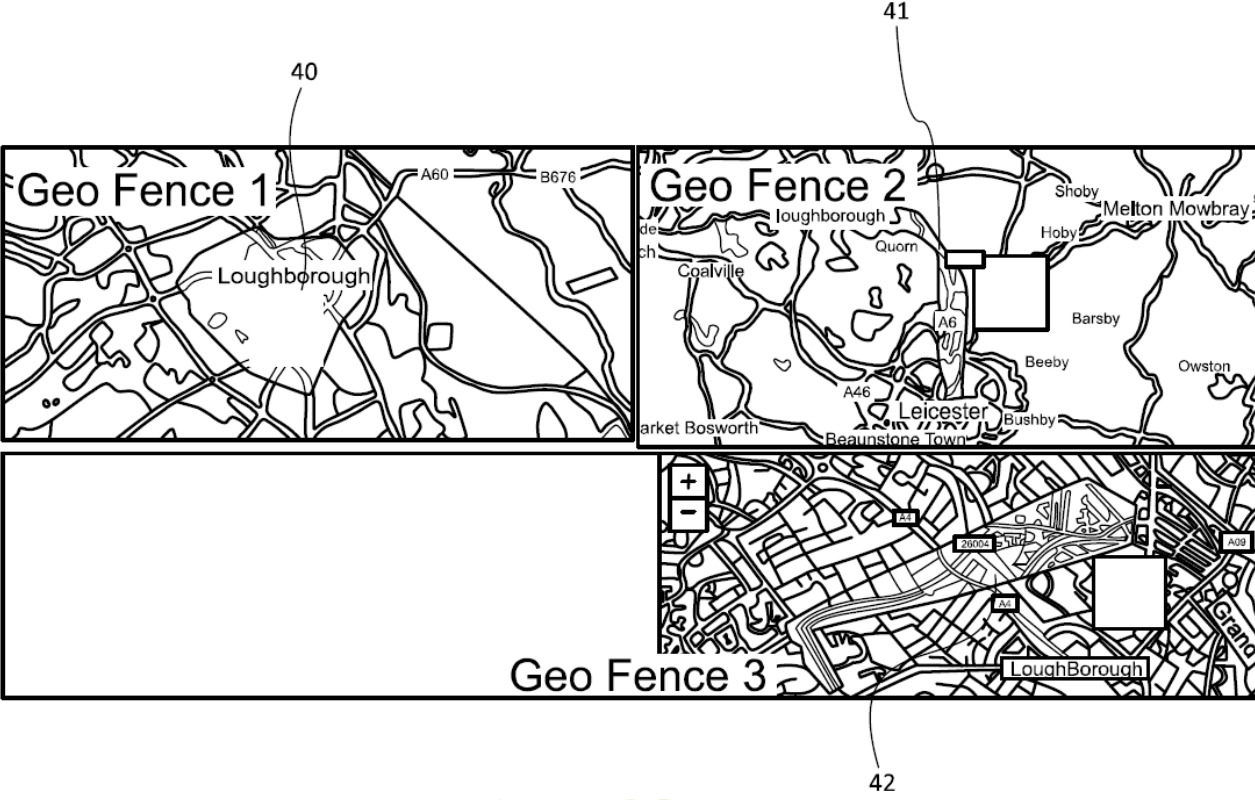 41
40
Geo Fence 1
A60
B676
Loughborough
Geo Fence 2
loughborough
Shoby
Melton Mowbray
de
Quorn
Hoby
ch
Coalville
A6
Barsby
Beeby
Owston
A46
Leicester
Bushby
arket Bosworth
Beaunstone Town
+
−
A4
26004
A09
A4
Grand
LoughBorough
Geo Fence 3
42